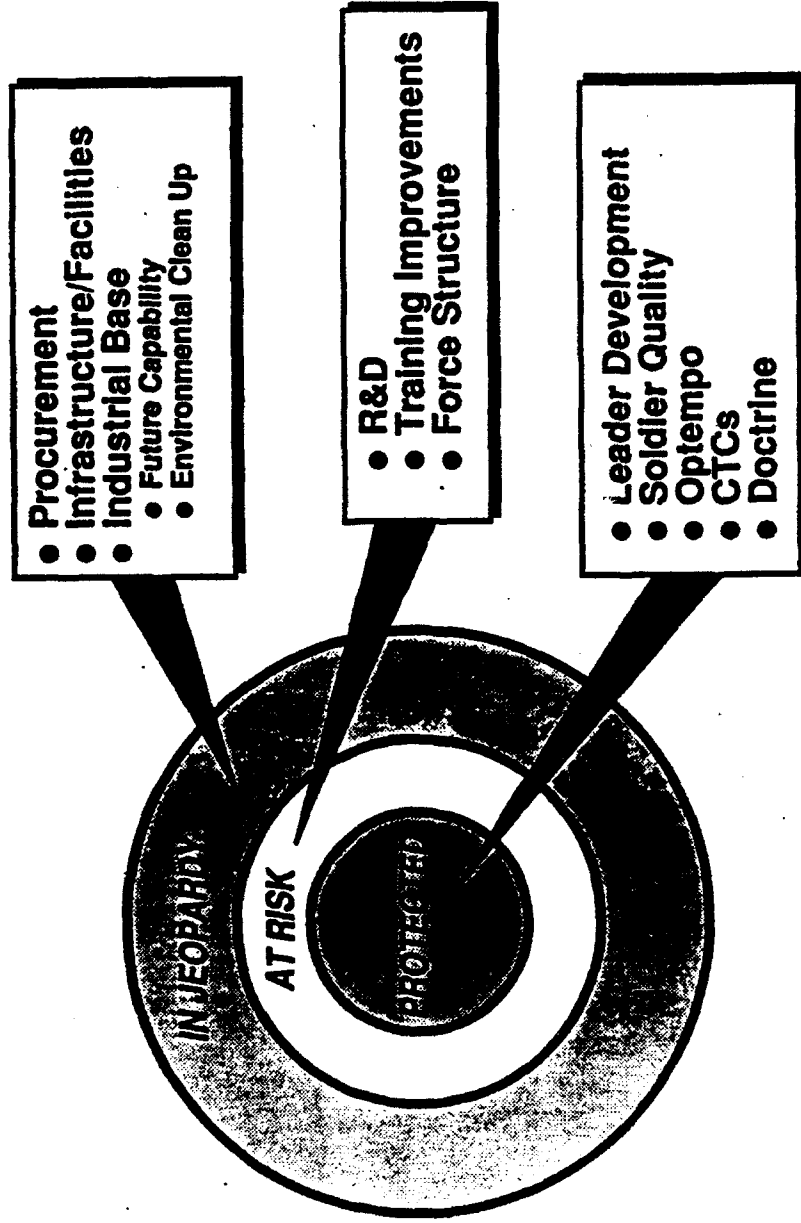 IN JEOPARDY
AT RISK
PROTECTED
● Procurement
● Infrastructure/Facilities
● Industrial Base
● Future Capability
● Environmental Clean Up
● R&D
● Training Improvements
● Force Structure
● Leader Development
● Soldier Quality
● Optempo
● CTCs
● Doctrine